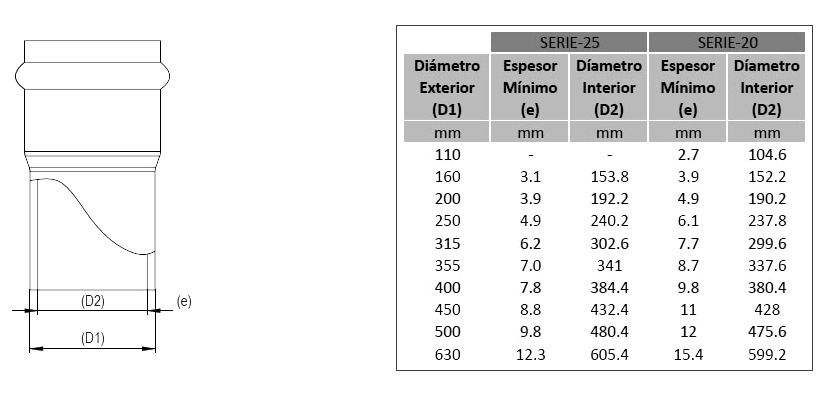 (D2)
(e)
(D1)
SERIE-25 SERIE-20
Diámetro Espesor Díametro Espesor Díametro
Exterior Mínimo Interior Mínimo Interior
(D1) (e) (D2) (e) (D2)
mm mm mm mm mm
110 - - 2.7 104.6
160 3.1 153.8 3.9 152.2
200 3.9 192.2 4.9 190.2
250 4.9 240.2 6.1 237.8
315 6.2 302.6 7.7 299.6
355 7.0 341 8.7 337.6
400 7.8 384.4 9.8 380.4
450 8.8 432.4 11 428
500 9.8 480.4 12 475.6
630 12.3 605.4 15.4 599.2